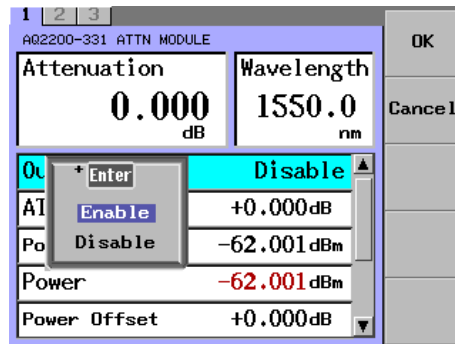 1 2 3
AQ2200-331 ATTN MODULE
OK
Attenuation
0.000
dB
Wavelength
1550.0
nm
Cancel
Ou
Disable
+ Enter
Enable
Disable
AT
+0.000dB
Po
-62.001dBm
Power
-62.001dBm
Power Offset
+0.000dB